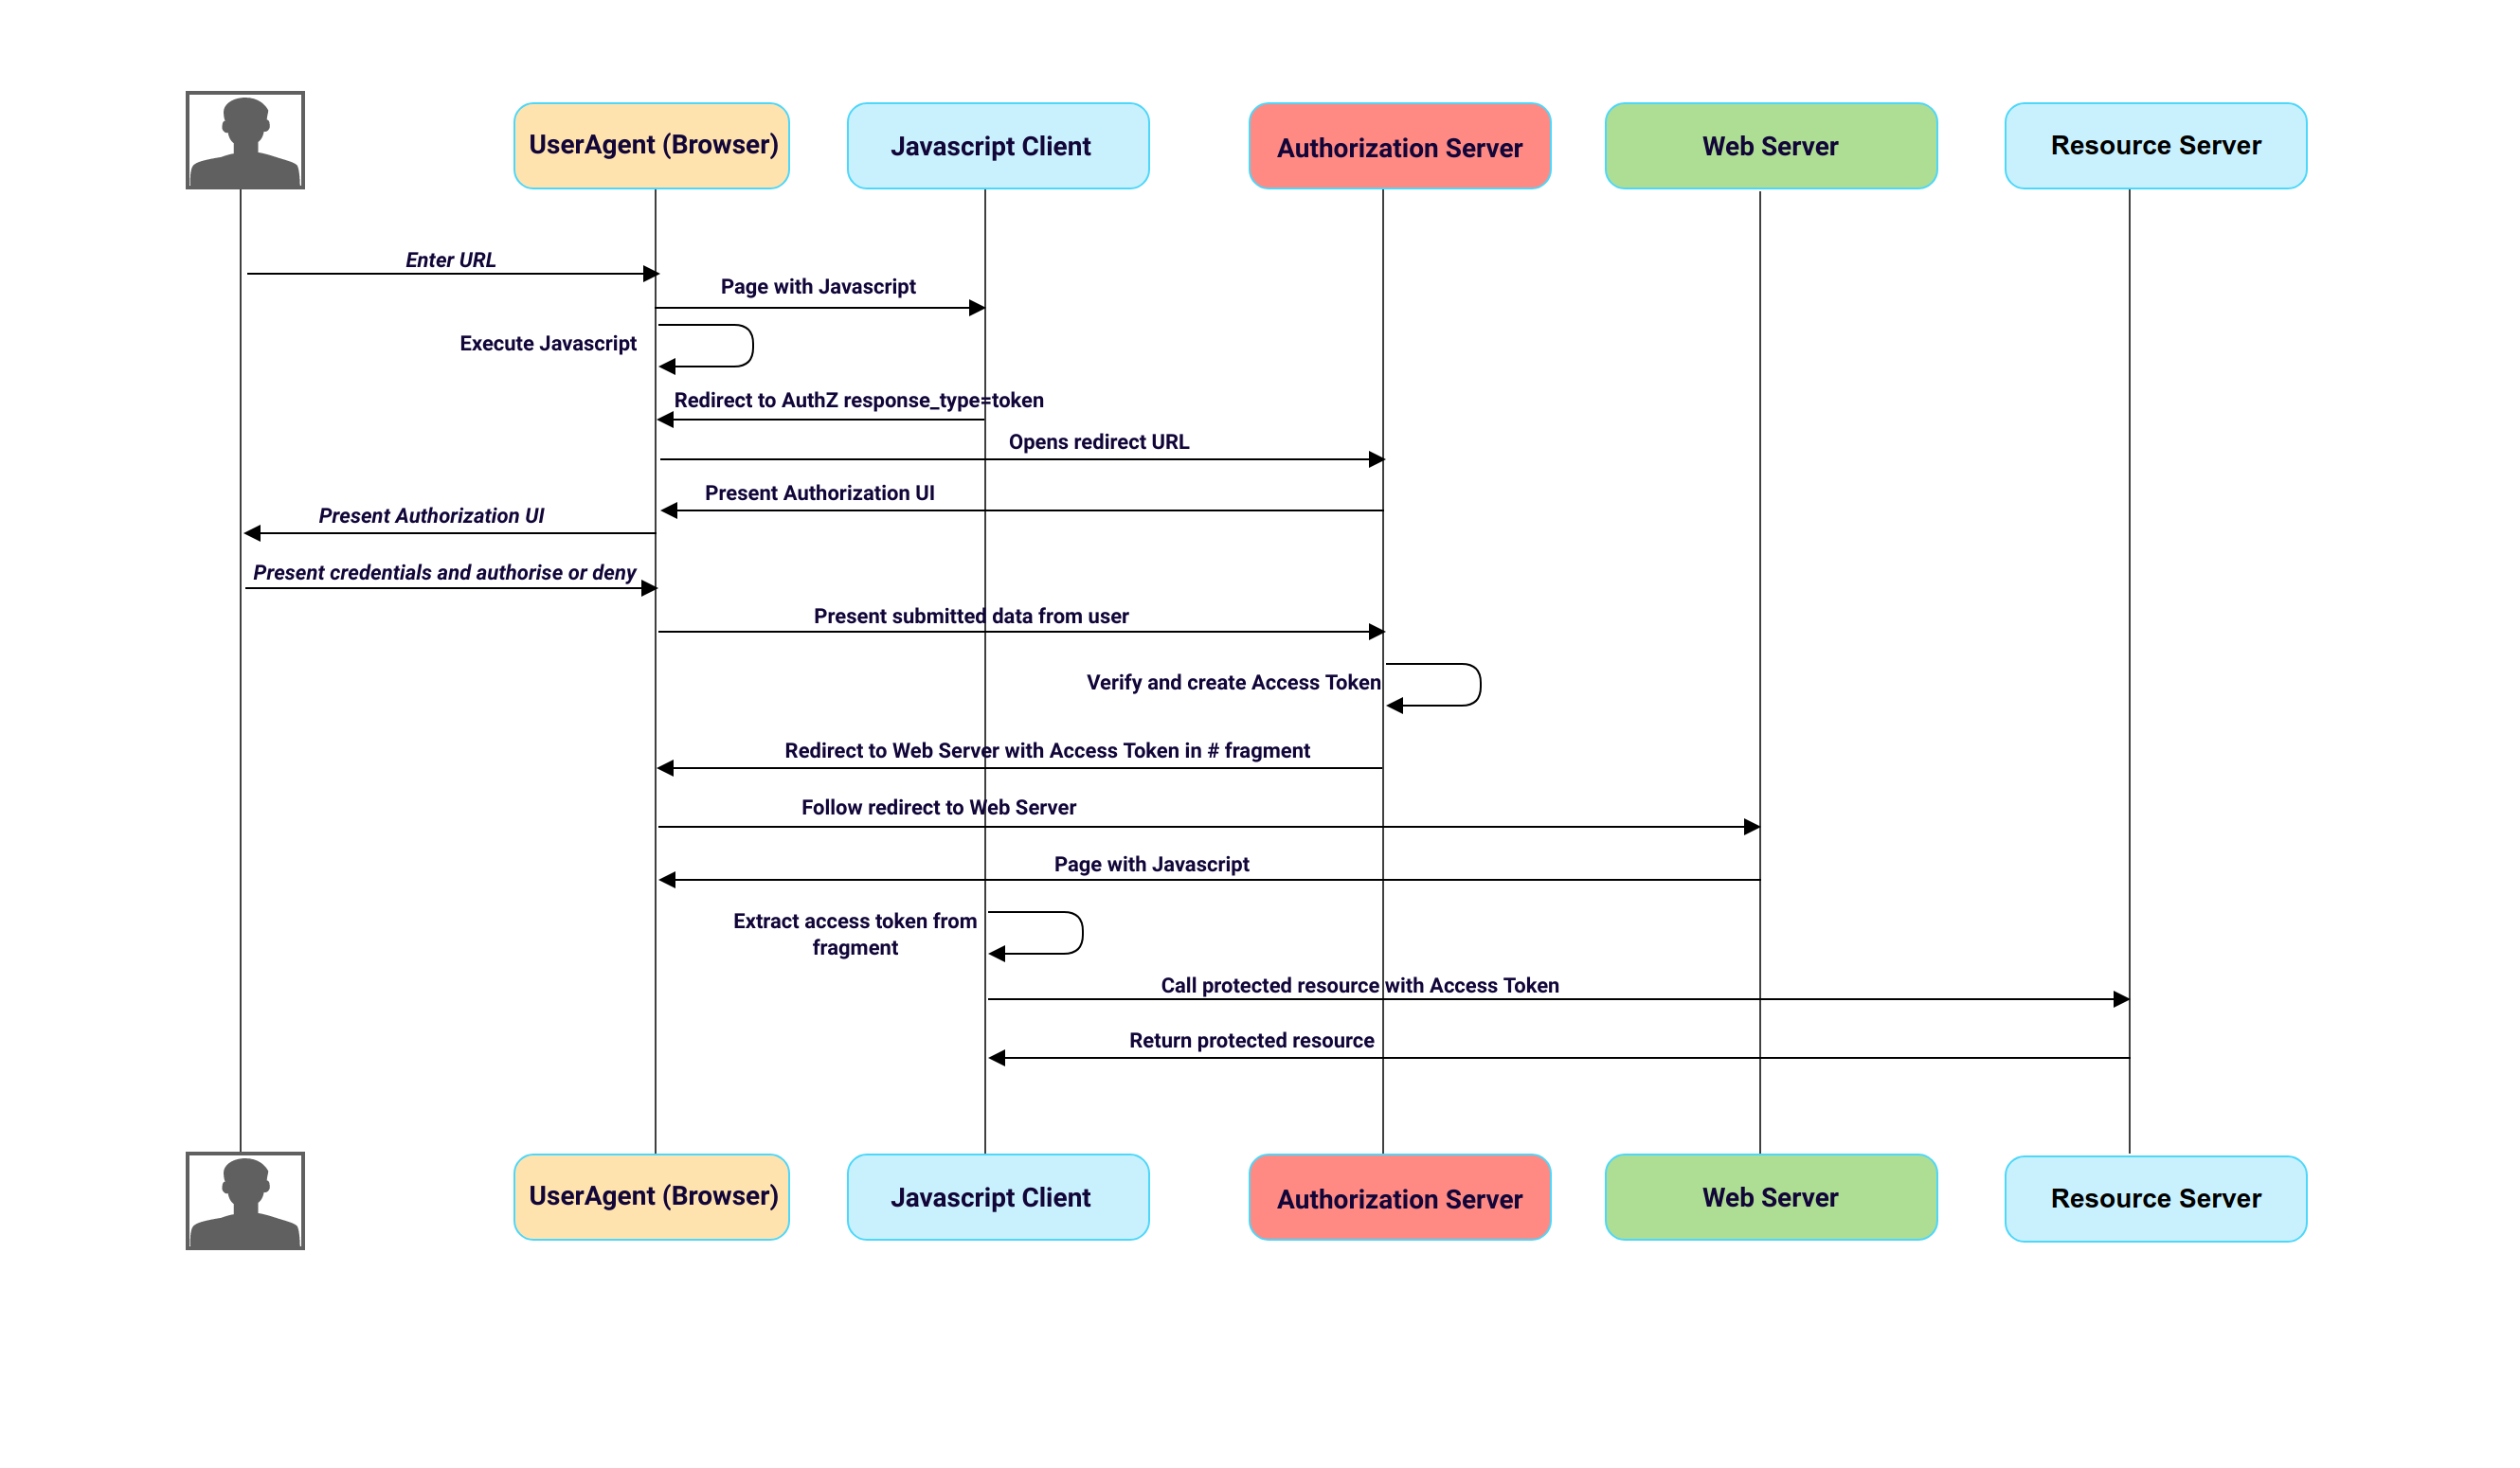 UserAgent (Browser)
Javascript Client
Authorization Server
Web Server
Resource Server
Enter URL
Page with Javascript
Execute Javascript
Redirect to AuthZ response_type=token
Opens redirect URL
Present Authorization UI
Present Authorization UI
Present credentials and authorise or deny
Present submitted data from user
Verify and create Access Token
Redirect to Web Server with Access Token in # fragment
Follow redirect to Web Server
Page with Javascript
Extract access token from
fragment
Call protected resource with Access Token
Return protected resource
UserAgent (Browser)
Javascript Client
Authorization Server
Web Server
Resource Server